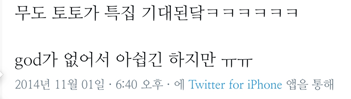 무도 토토가 특집 기대된닼ㅋㅋㅋㅋㅋㅋ
god가 없어서 아쉽긴 하지만 ㅠㅠ
2014년 11월 01일 · 6:40 오후 · 에 Twitter for iPhone 앱을 통해